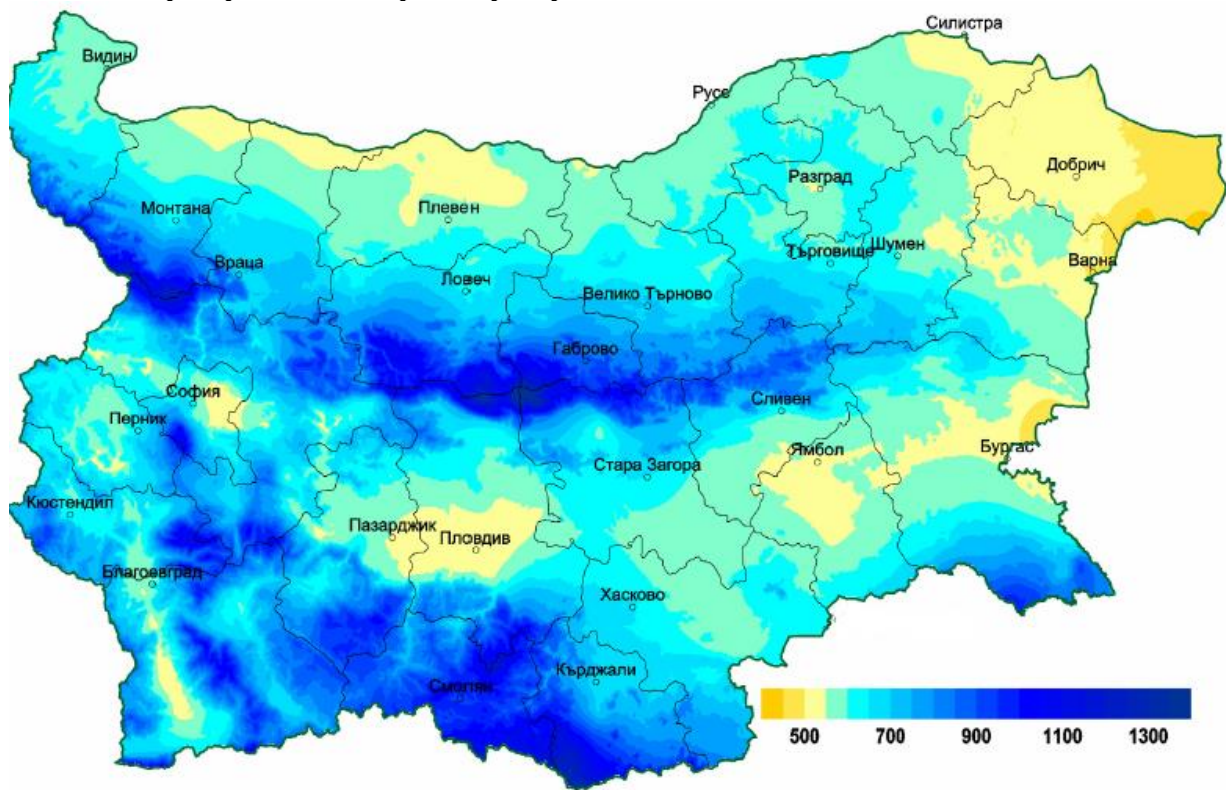 Силистра
Видин
Русе
Добрич
Разград
Монтана
Плевен
Търговище
Шумен
Варна
Враца
Ловеч
Велико Търново
Габрово
София
Сливен
Перник
Ямбол
Бургас
Стара Загора
Кюстендил
Пазарджик
Пловдив
Благоевград
Хасково
Кърджали
Смолян
500 700 900 1100 1300